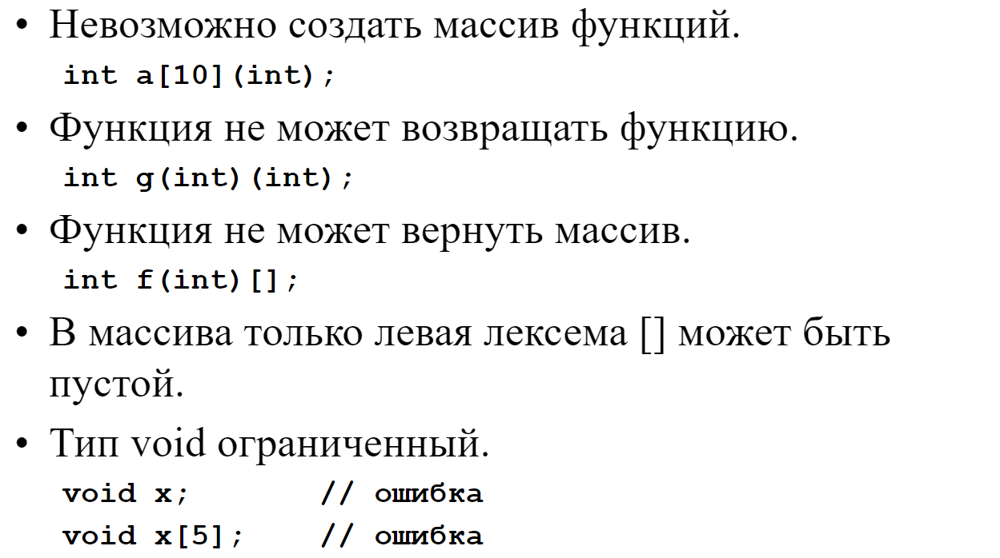 • Невозможно создать массив функций.
int a[10](int);
• Функция не может возвращать функцию.
int g(int)(int);
• Функция не может вернуть массив.
int f(int)[];
• В массива только левая лексема [] может быть
пустой.
• Тип void ограниченный.
void x; // ошибка
void x[5]; // ошибка